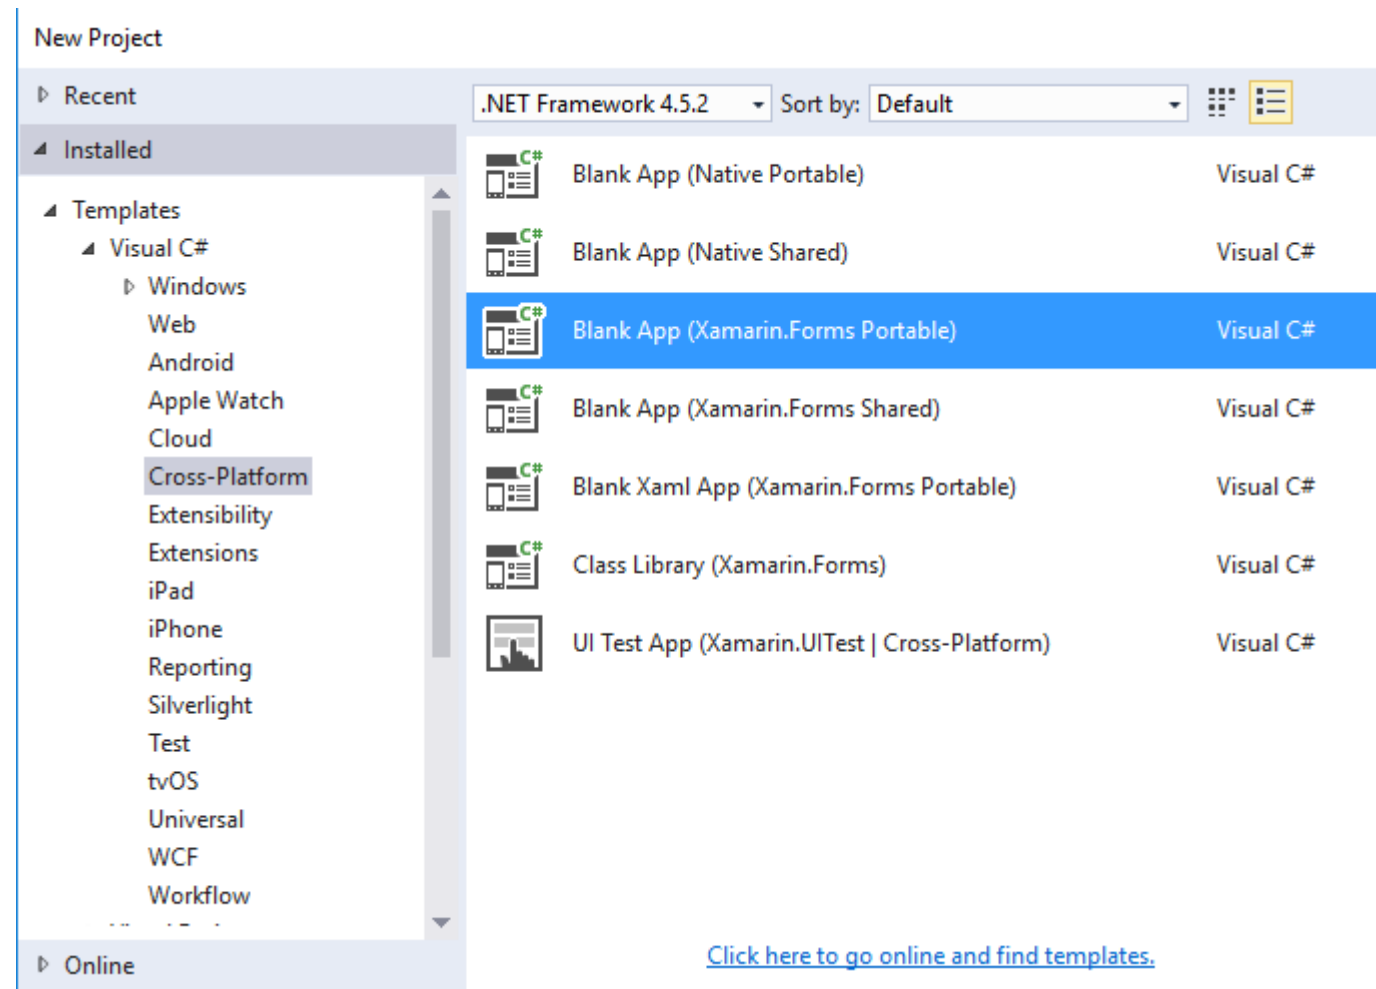 New Project
Recent
.NET Framework 4.5.2 Sort by: Default
Installed
Templates
Visual C#
Windows
Web
Android
Apple Watch
Cloud
Cross-Platform
Extensibility
Extensions
iPad
iPhone
Reporting
Silverlight
Test
tvOS
Universal
WCF
Workflow
Online
C# Blank App (Native Portable) Visual C#
C# Blank App (Native Shared) Visual C#
C# Blank App (Xamarin.Forms Portable) Visual C#
C# Blank App (Xamarin.Forms Shared) Visual C#
C# Blank Xaml App (Xamarin.Forms Portable) Visual C#
C# Class Library (Xamarin.Forms) Visual C#
UI Test App (Xamarin.UITest | Cross-Platform) Visual C#
Click here to go online and find templates.